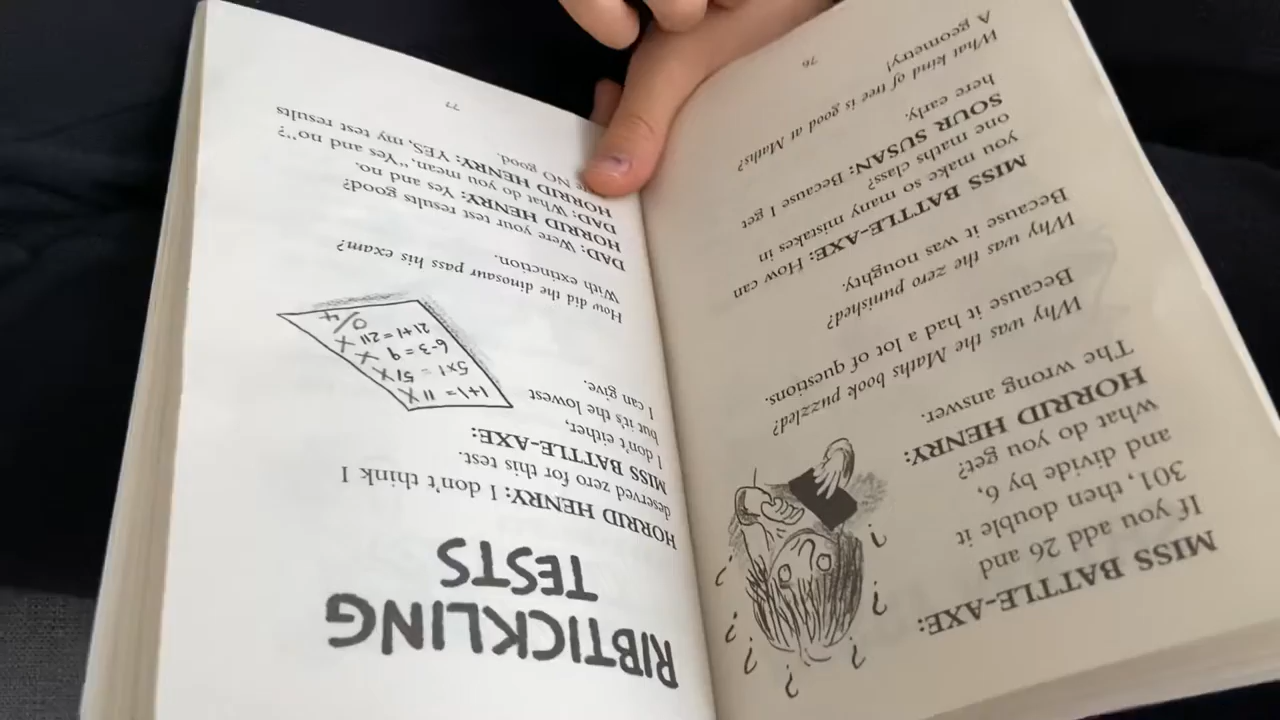 MISS BATTLE-AXE:
If you add 26 and
301, then double it
and divide by 6,
what do you get?
HORRID HENRY:
The wrong answer.
? ? ? ? ? ? ?
Why was the Maths book puzzled?
Because it had a lot of questions.
Why was the zero punished?
Because it was noughty.
MISS BATTLE-AXE: How can
you make so many mistakes in
one maths class?
SOUR SUSAN: Because I get
here early.
What kind of tree is good at Maths?
A geometry!
76
RIBTICKLING
TESTS
HORRID HENRY: I don't think I
deserved zero for this test.
MISS BATTLE-AXE:
I don't either,
but it's the lowest
I can give.
1+1=11 X
5x1=51 X
6-3=9 X
21+1=211 X
0/4
How did the dinosaur pass his exam?
With extinction.
DAD: Were your test results good?
HORRID HENRY: Yes and no.
DAD: What do you mean, "Yes and no"?
HORRID HENRY: YES, my test results
NO good.
77